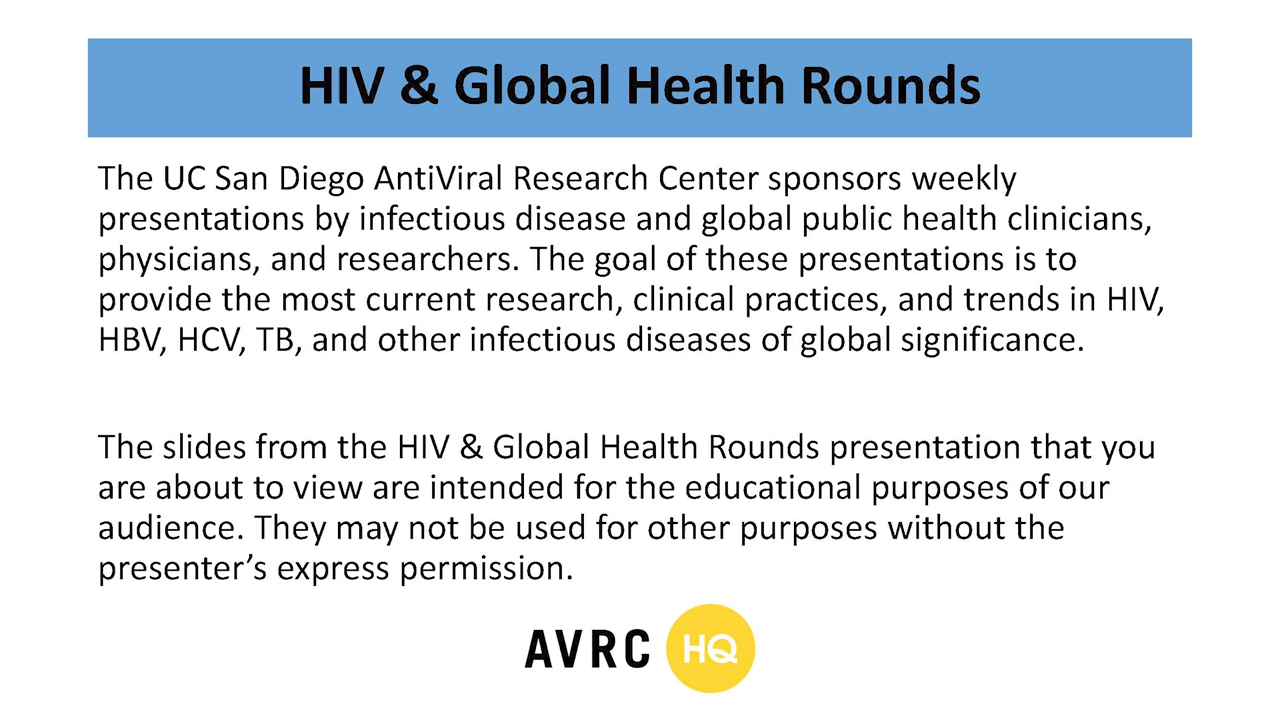 HIV & Global Health Rounds
The UC San Diego AntiViral Research Center sponsors weekly
presentations by infectious disease and global public health clinicians,
physicians, and researchers. The goal of these presentations is to
provide the most current research, clinical practices, and trends in HIV,
HBV, HCV, TB, and other infectious diseases of global significance.
The slides from the HIV & Global Health Rounds presentation that you
are about to view are intended for the educational purposes of our
audience. They may not be used for other purposes without the
presenter’s express permission.
AVRC HQ